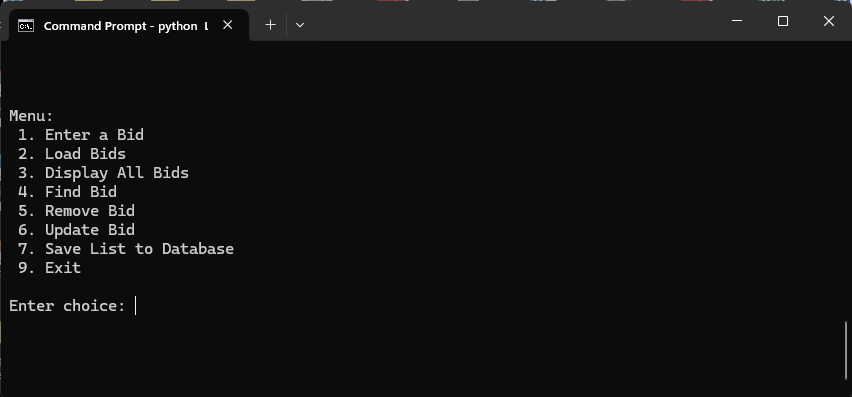 Command Prompt - python L
Menu:
1. Enter a Bid
2. Load Bids
3. Display All Bids
4. Find Bid
5. Remove Bid
6. Update Bid
7. Save List to Database
9. Exit
Enter choice: